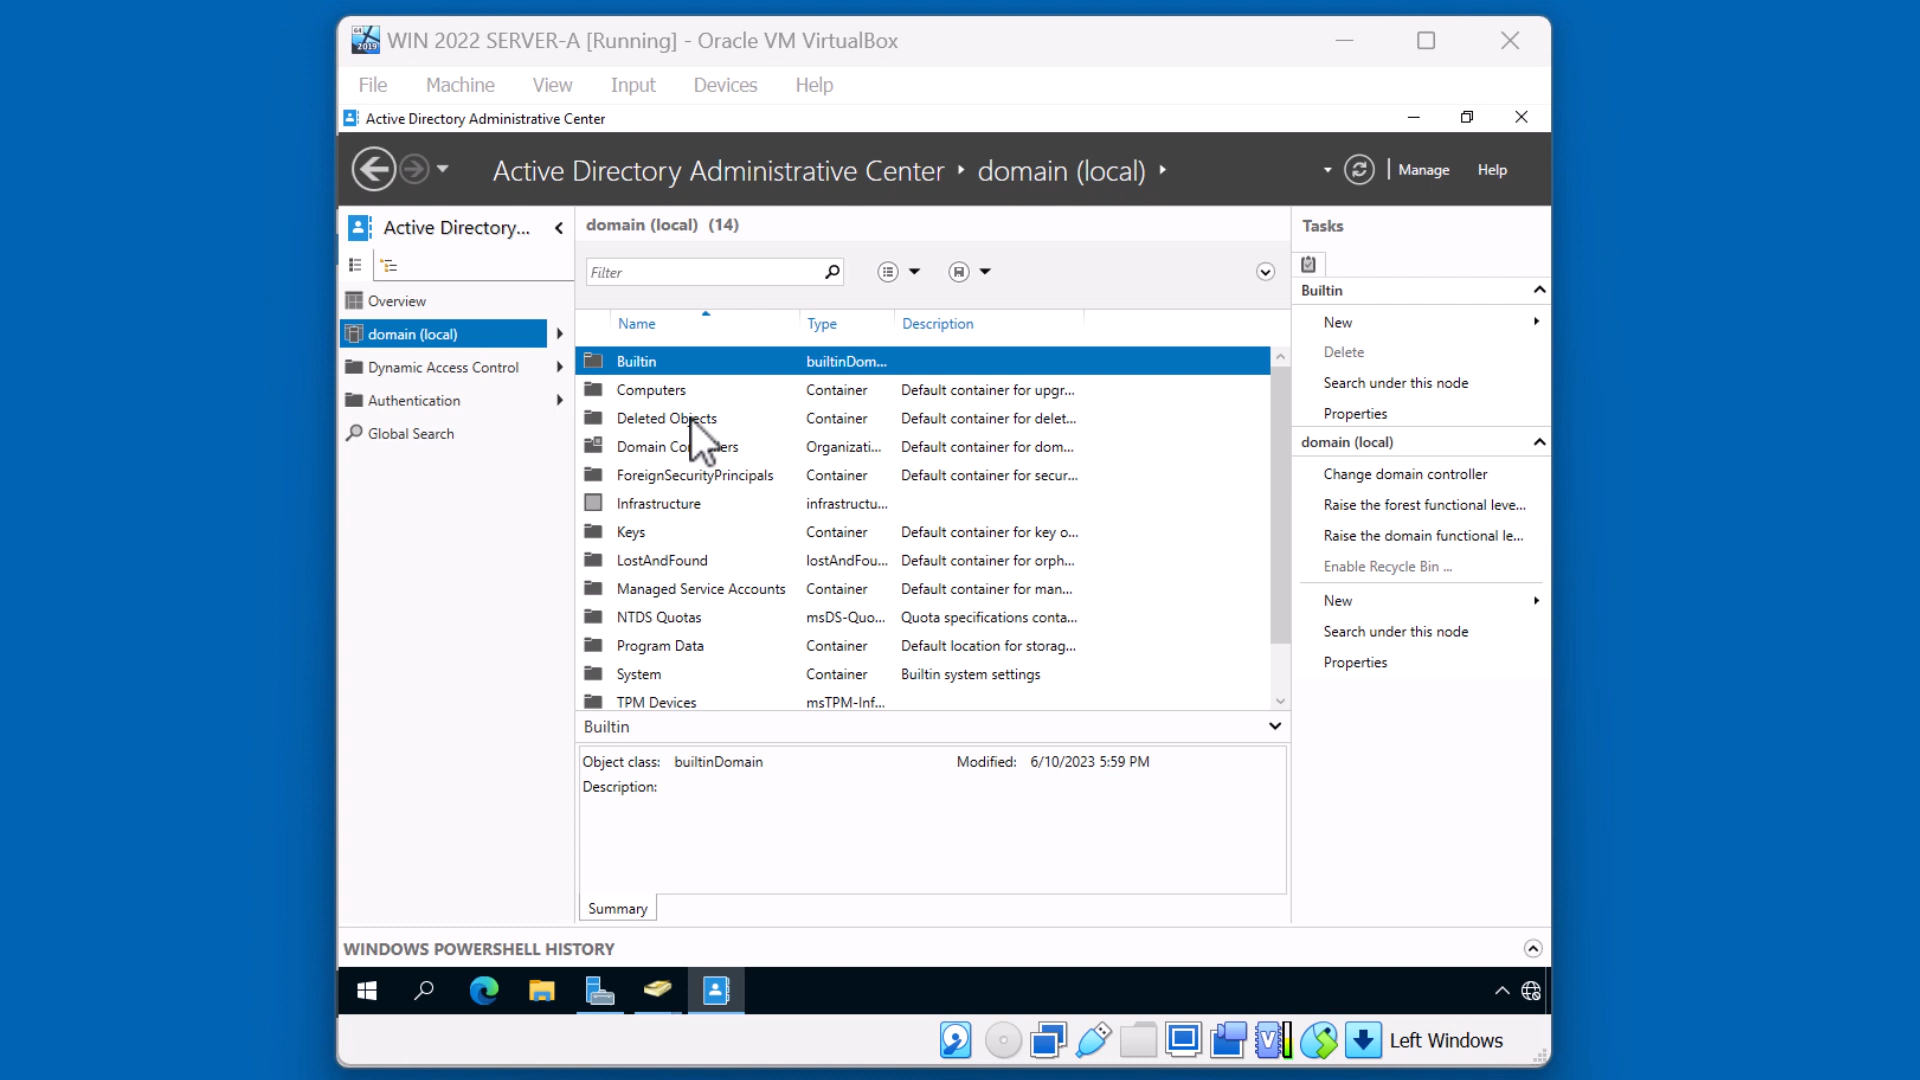 WIN 2022 SERVER-A [Running] - Oracle VM VirtualBox
File Machine View Input Devices Help
Active Directory Administrative Center
Active Directory Administrative Center domain (local)
Manage Help
Active Directory...
Overview
domain (local)
Dynamic Access Control
Authentication
Global Search
domain (local) (14)
Filter
Name Type Description
Builtin builtinDom...
Computers Container Default container for upgr...
Deleted Objects Container Default container for delet...
Organizati... Default container for dom...
ForeignSecurityPrincipals Container Default container for secur...
Infrastructure infrastructu...
Keys Container Default container for key o...
LostAndFound lostAndFou... Default container for orph...
Managed Service Accounts Container Default container for man...
NTDS Quotas msDS-Quo... Quota specifications conta...
Program Data Container Default location for storag...
System Container Builtin system settings
TPM Devices msTPM-Inf...
Builtin
Object class: builtinDomain Modified: 6/10/2023 5:59 PM
Description:
Summary
Tasks
Builtin
New
Delete
Search under this node
Properties
domain (local)
Change domain controller
Raise the forest functional leve...
Raise the domain functional le...
Enable Recycle Bin ...
New
Search under this node
Properties
WINDOWS POWERSHELL HISTORY
Left Windows